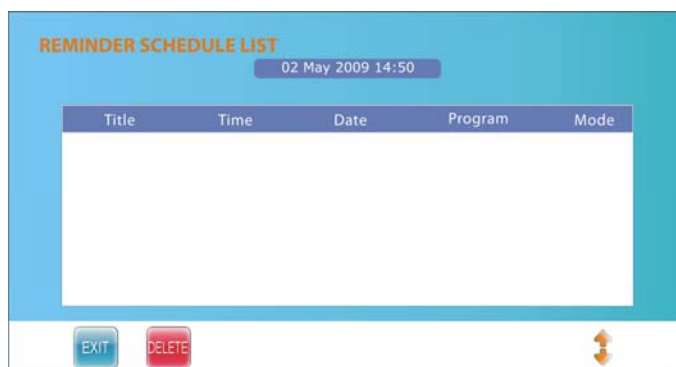 REMINDER SCHEDULE LIST
02 May 2009 14:50
Title Time Date Program Mode
EXIT DELETE